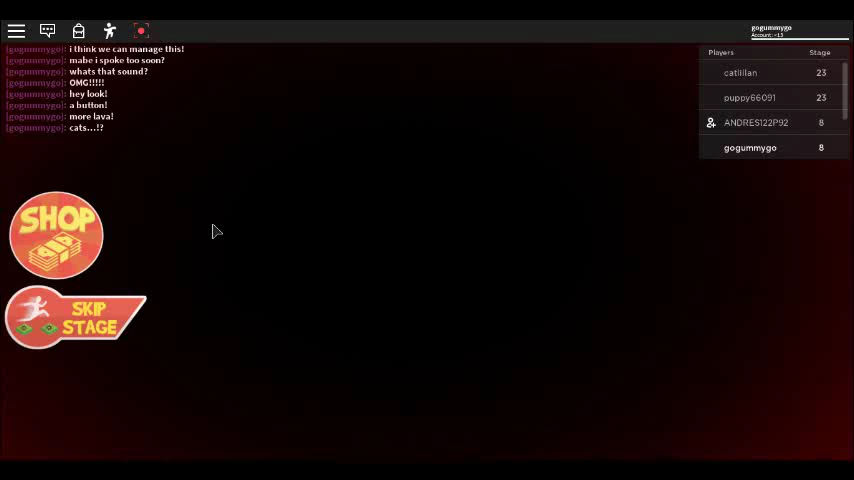 gogummygo
Account: <13
[gogummygo]: i think we can manage this!
[gogummygo]: mabe i spoke too soon?
[gogummygo]: whats that sound?
[gogummygo]: OMG!!!!!
[gogummygo]: hey look!
[gogummygo]: a button!
[gogummygo]: more lava!
[gogummygo]: cats...!?
Players Stage
catlillan 23
puppy66091 23
ANDRES122P92 8
gogummygo 8
SHOP
SKIP
STAGE